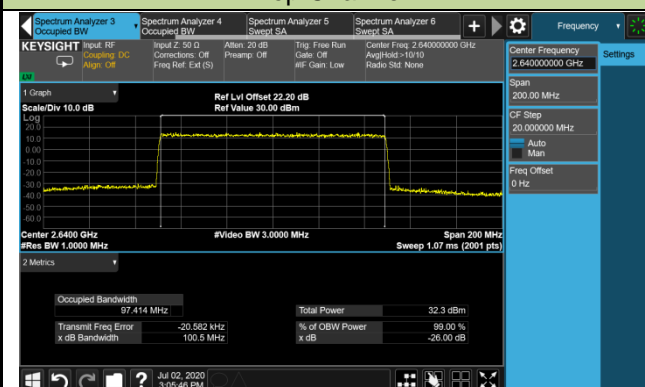 Spectrum Analyzer 3
Occupied BW
Spectrum Analyzer 4
Occupied BW
Spectrum Analyzer 5
Swept SA
Spectrum Analyzer 6
Swept SA
+
Frequency
KEYSIGHT
Input: RF
Coupling: DC
Align: Off
Input Z: 50 Ω
Corrections: Off
Freq Ref: Ext (S)
Atten: 20 dB
Preamp: Off
Trig: Free Run
Gate: Off
#IF Gain: Low
Center Freq: 2.640000000 GHz
Avg|Hold:>10/10
Radio Std: None
Center Frequency
2.640000000 GHz
Settings
Span
200.00 MHz
CF Step
20.000000 MHz
Auto
Man
Freq Offset
0 Hz
1 Graph
Scale/Div 10.0 dB
Ref Lvl Offset 22.20 dB
Ref Value 30.00 dBm
Log
20.0
10.0
0.00
-10.0
-20.0
-30.0
-40.0
-50.0
-60.0
Center 2.6400 GHz
#Video BW 3.0000 MHz
Span 200 MHz
#Res BW 1.0000 MHz
Sweep 1.07 ms (2001 pts)
2 Metrics
Occupied Bandwidth
97.414 MHz
Total Power 32.3 dBm
Transmit Freq Error -20.582 kHz
% of OBW Power 99.00 %
x dB Bandwidth 100.5 MHz
x dB -26.00 dB
?
Jul 02, 2020
3:05:46 PM